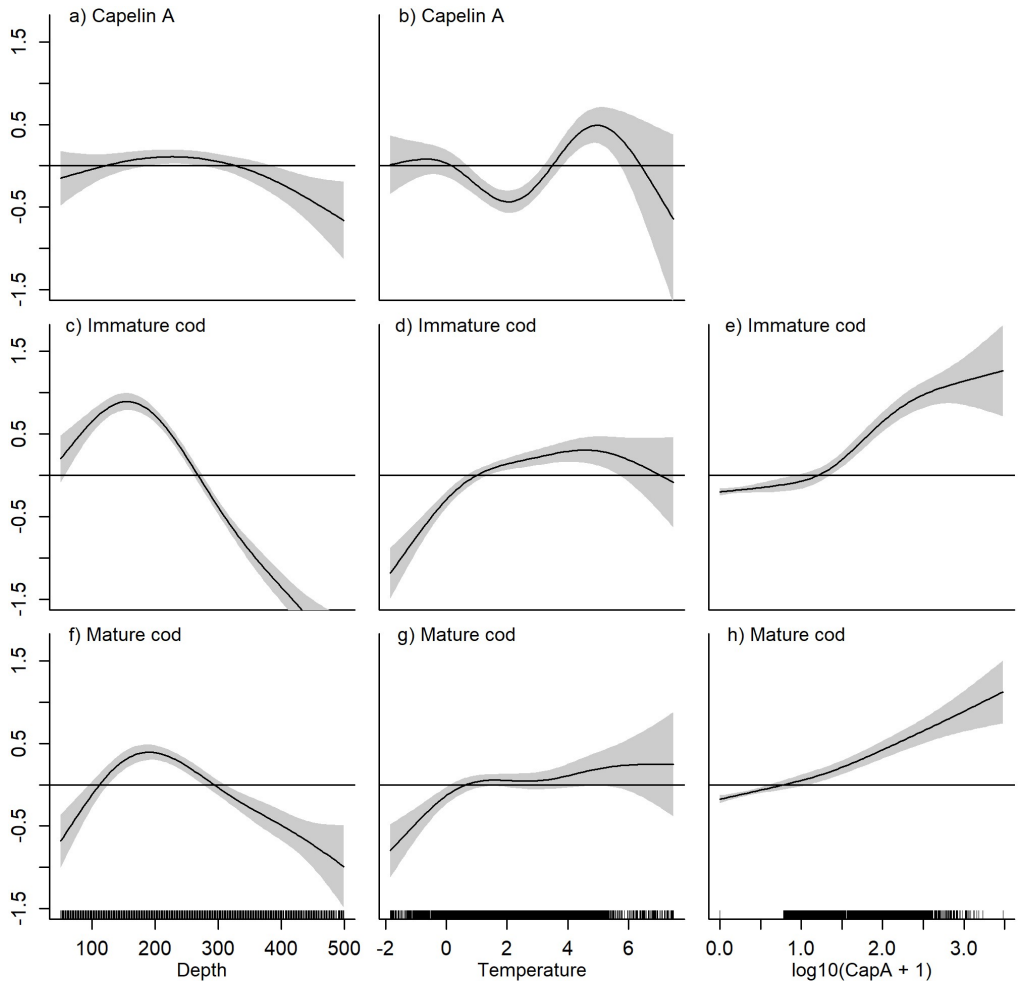 a) Capelin A
b) Capelin A
1.5
0.5
-0.5
-1.5
c) Immature cod
d) Immature cod
e) Immature cod
1.5
0.5
-0.5
-1.5
f) Mature cod
g) Mature cod
h) Mature cod
1.5
0.5
-0.5
-1.5
100 200 300 400 500
-2 0 2 4 6
0.0 1.0 2.0 3.0
Depth
Temperature
log10(CapA + 1)